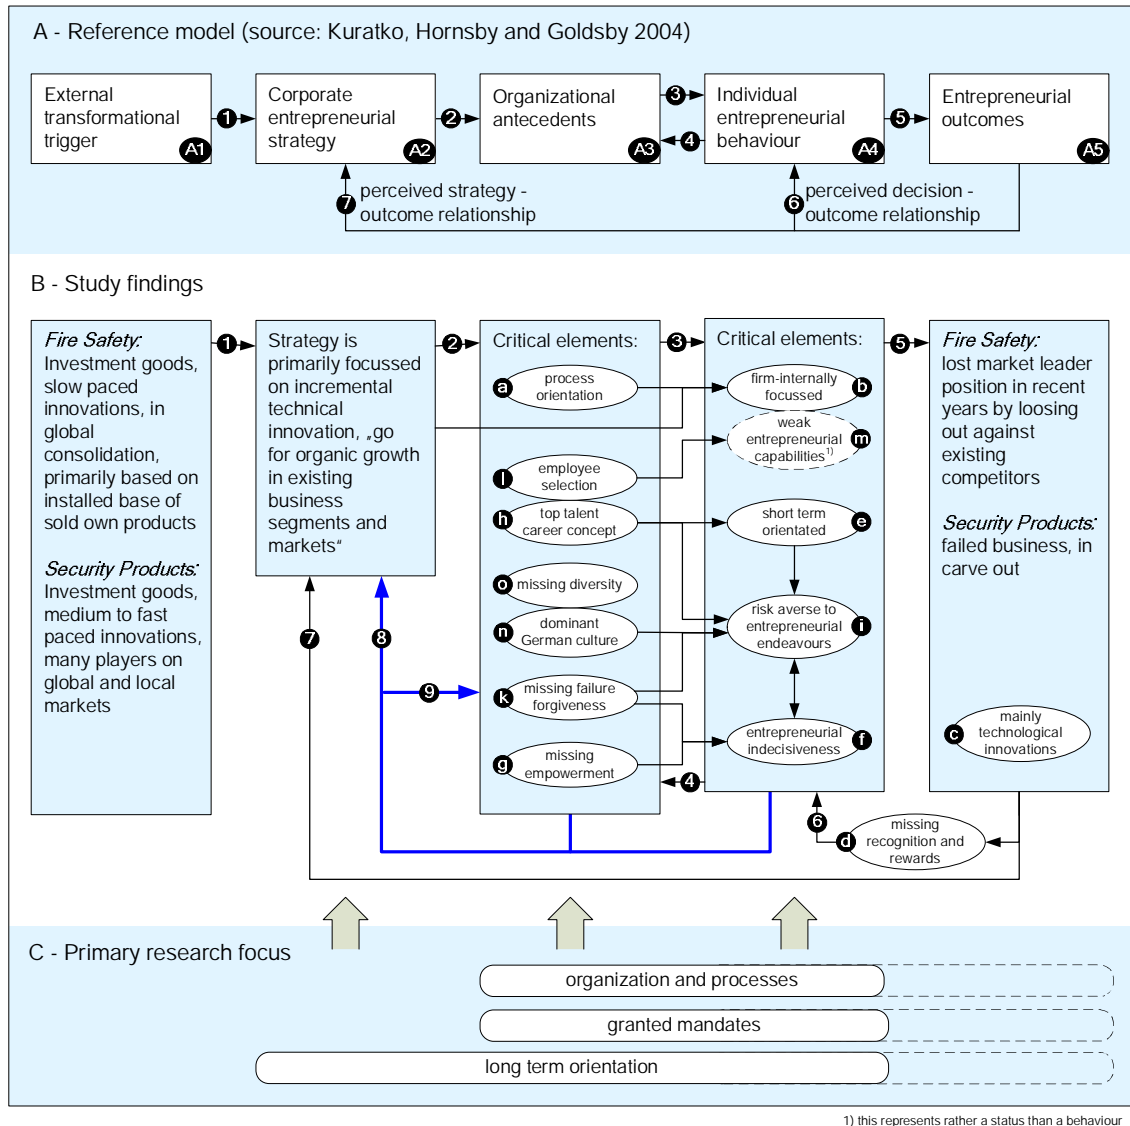 A - Reference model (source: Kuratko, Hornsby and Goldsby 2004)
External
transformational
trigger
A1
1
Corporate
entrepreneurial
strategy
A2
2
Organizational
antecedents
A3
3
4
Individual
entrepreneurial
behaviour
A4
5
Entrepreneurial
outcomes
A5
7
perceived strategy -
outcome relationship
6
perceived decision -
outcome relationship
B - Study findings
Fire Safety:
Investment goods,
slow paced
innovations, in
global
consolidation,
primarily based on
installed base of
sold own products
Security Products:
Investment goods,
medium to fast
paced innovations,
many players on
global and local
markets
1
Strategy is
primarily focussed
on incremental
technical
innovation, „go
for organic growth
in existing
business
segments and
markets“
2
7
8
9
Critical elements:
a
process
orientation
l
employee
selection
h
top talent
career concept
o
missing diversity
n
dominant
German culture
k
missing failure
forgiveness
g
missing
empowerment
3
4
Critical elements:
firm-internally
focussed
b
weak
entrepreneurial
capabilities1)
m
short term
orientated
e
risk averse to
entrepreneurial
endeavours
i
entrepreneurial
indecisiveness
f
5
6
Fire Safety:
lost market leader
position in recent
years by loosing
out against
existing
competitors
Security Products:
failed business, in
carve out
c
mainly
technological
innovations
d
missing
recognition and
rewards
C - Primary research focus
organization and processes
granted mandates
long term orientation
1) this represents rather a status than a behaviour